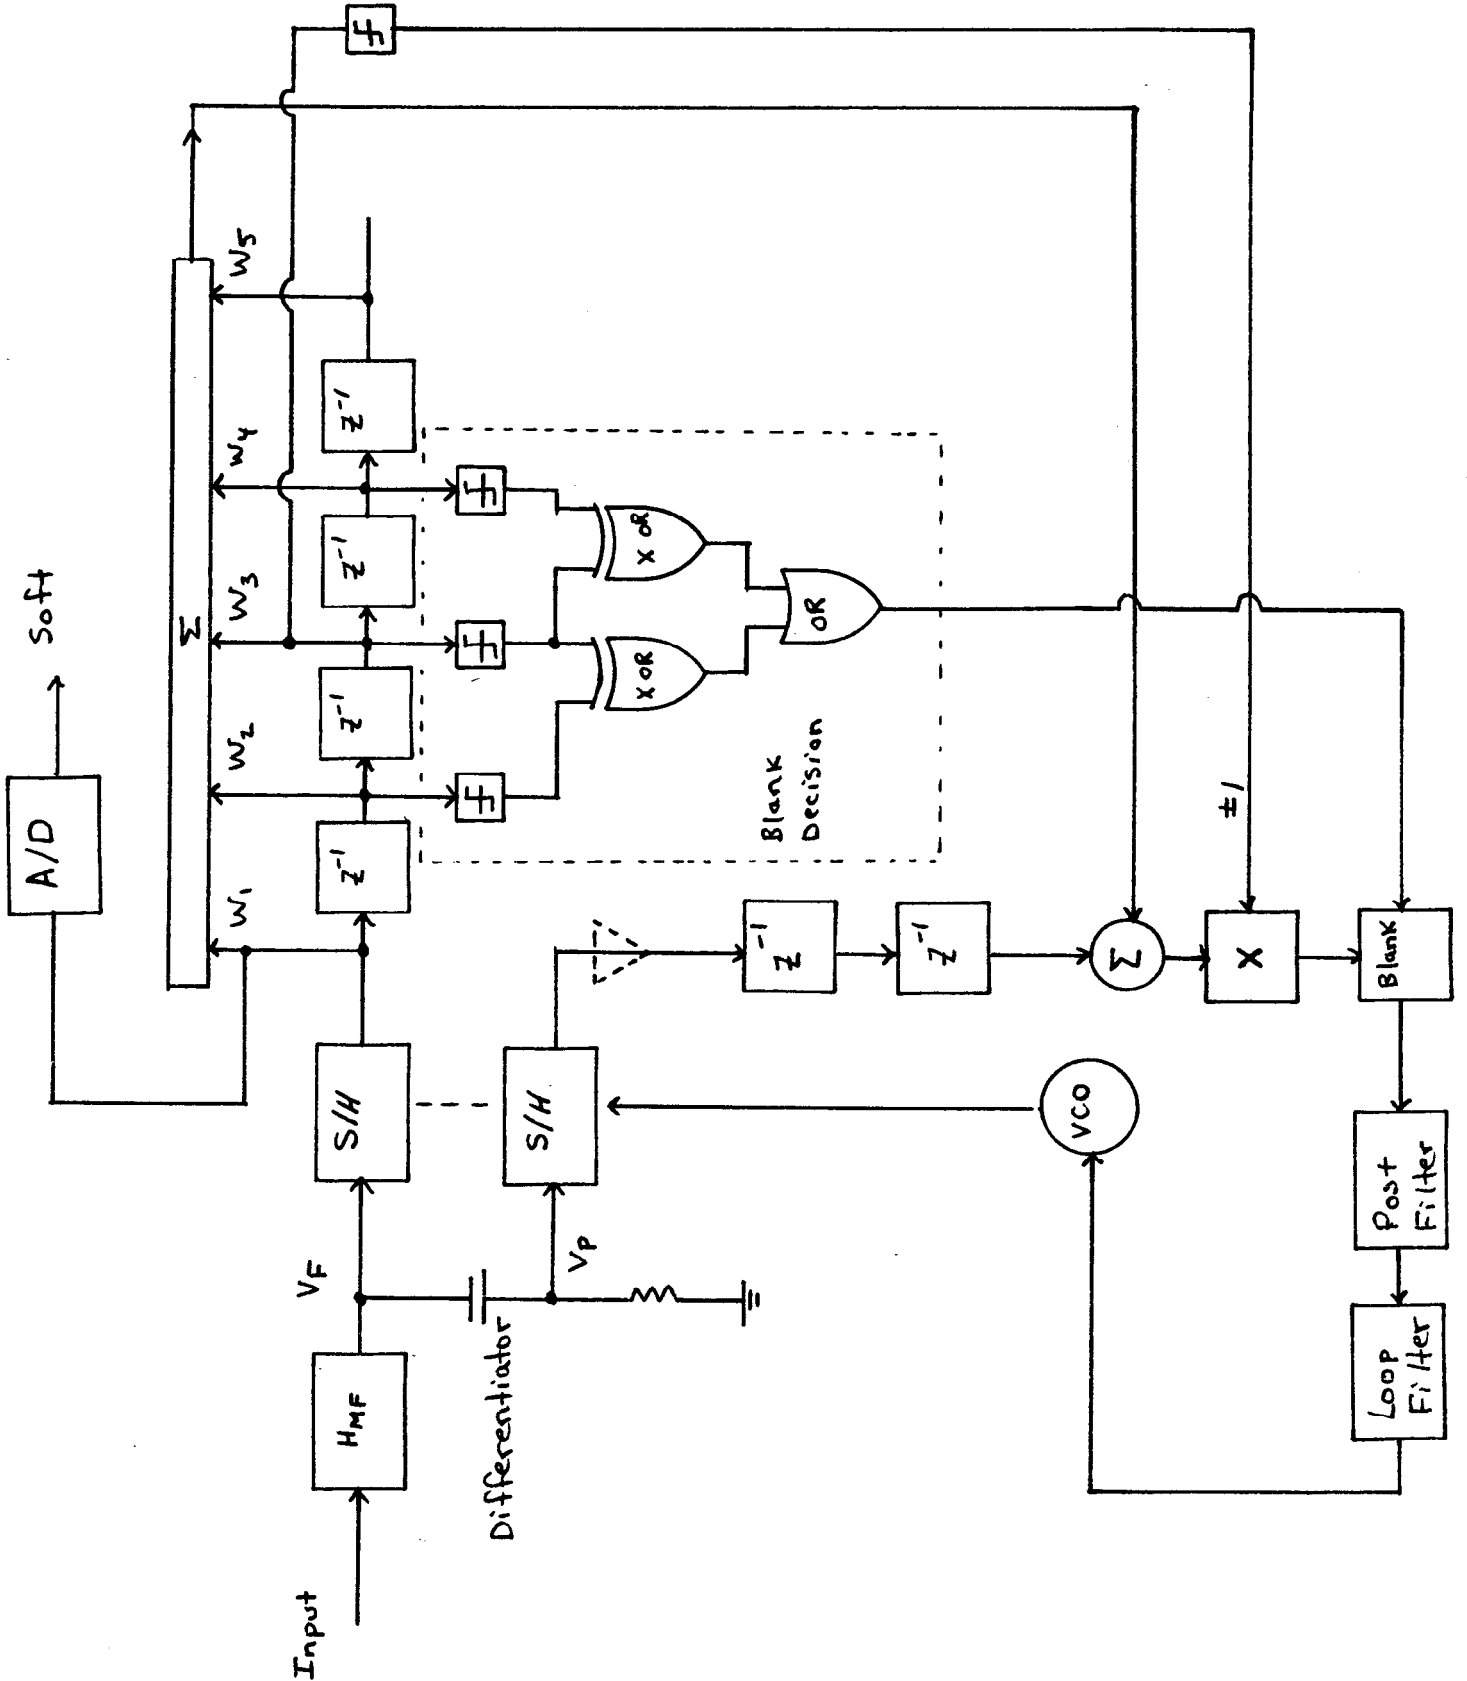 A/D
Soft
Σ
W1
W2
W3
W4
W5
Input
HMF
VF
S/H
Z-1
Z-1
Z-1
Z-1
Differentiator
VP
S/H
Z-1
Z-1
XOR
XOR
OR
Blank
Decision
VCO
Σ
X
±1
Blank
Post
Filter
Loop
Filter